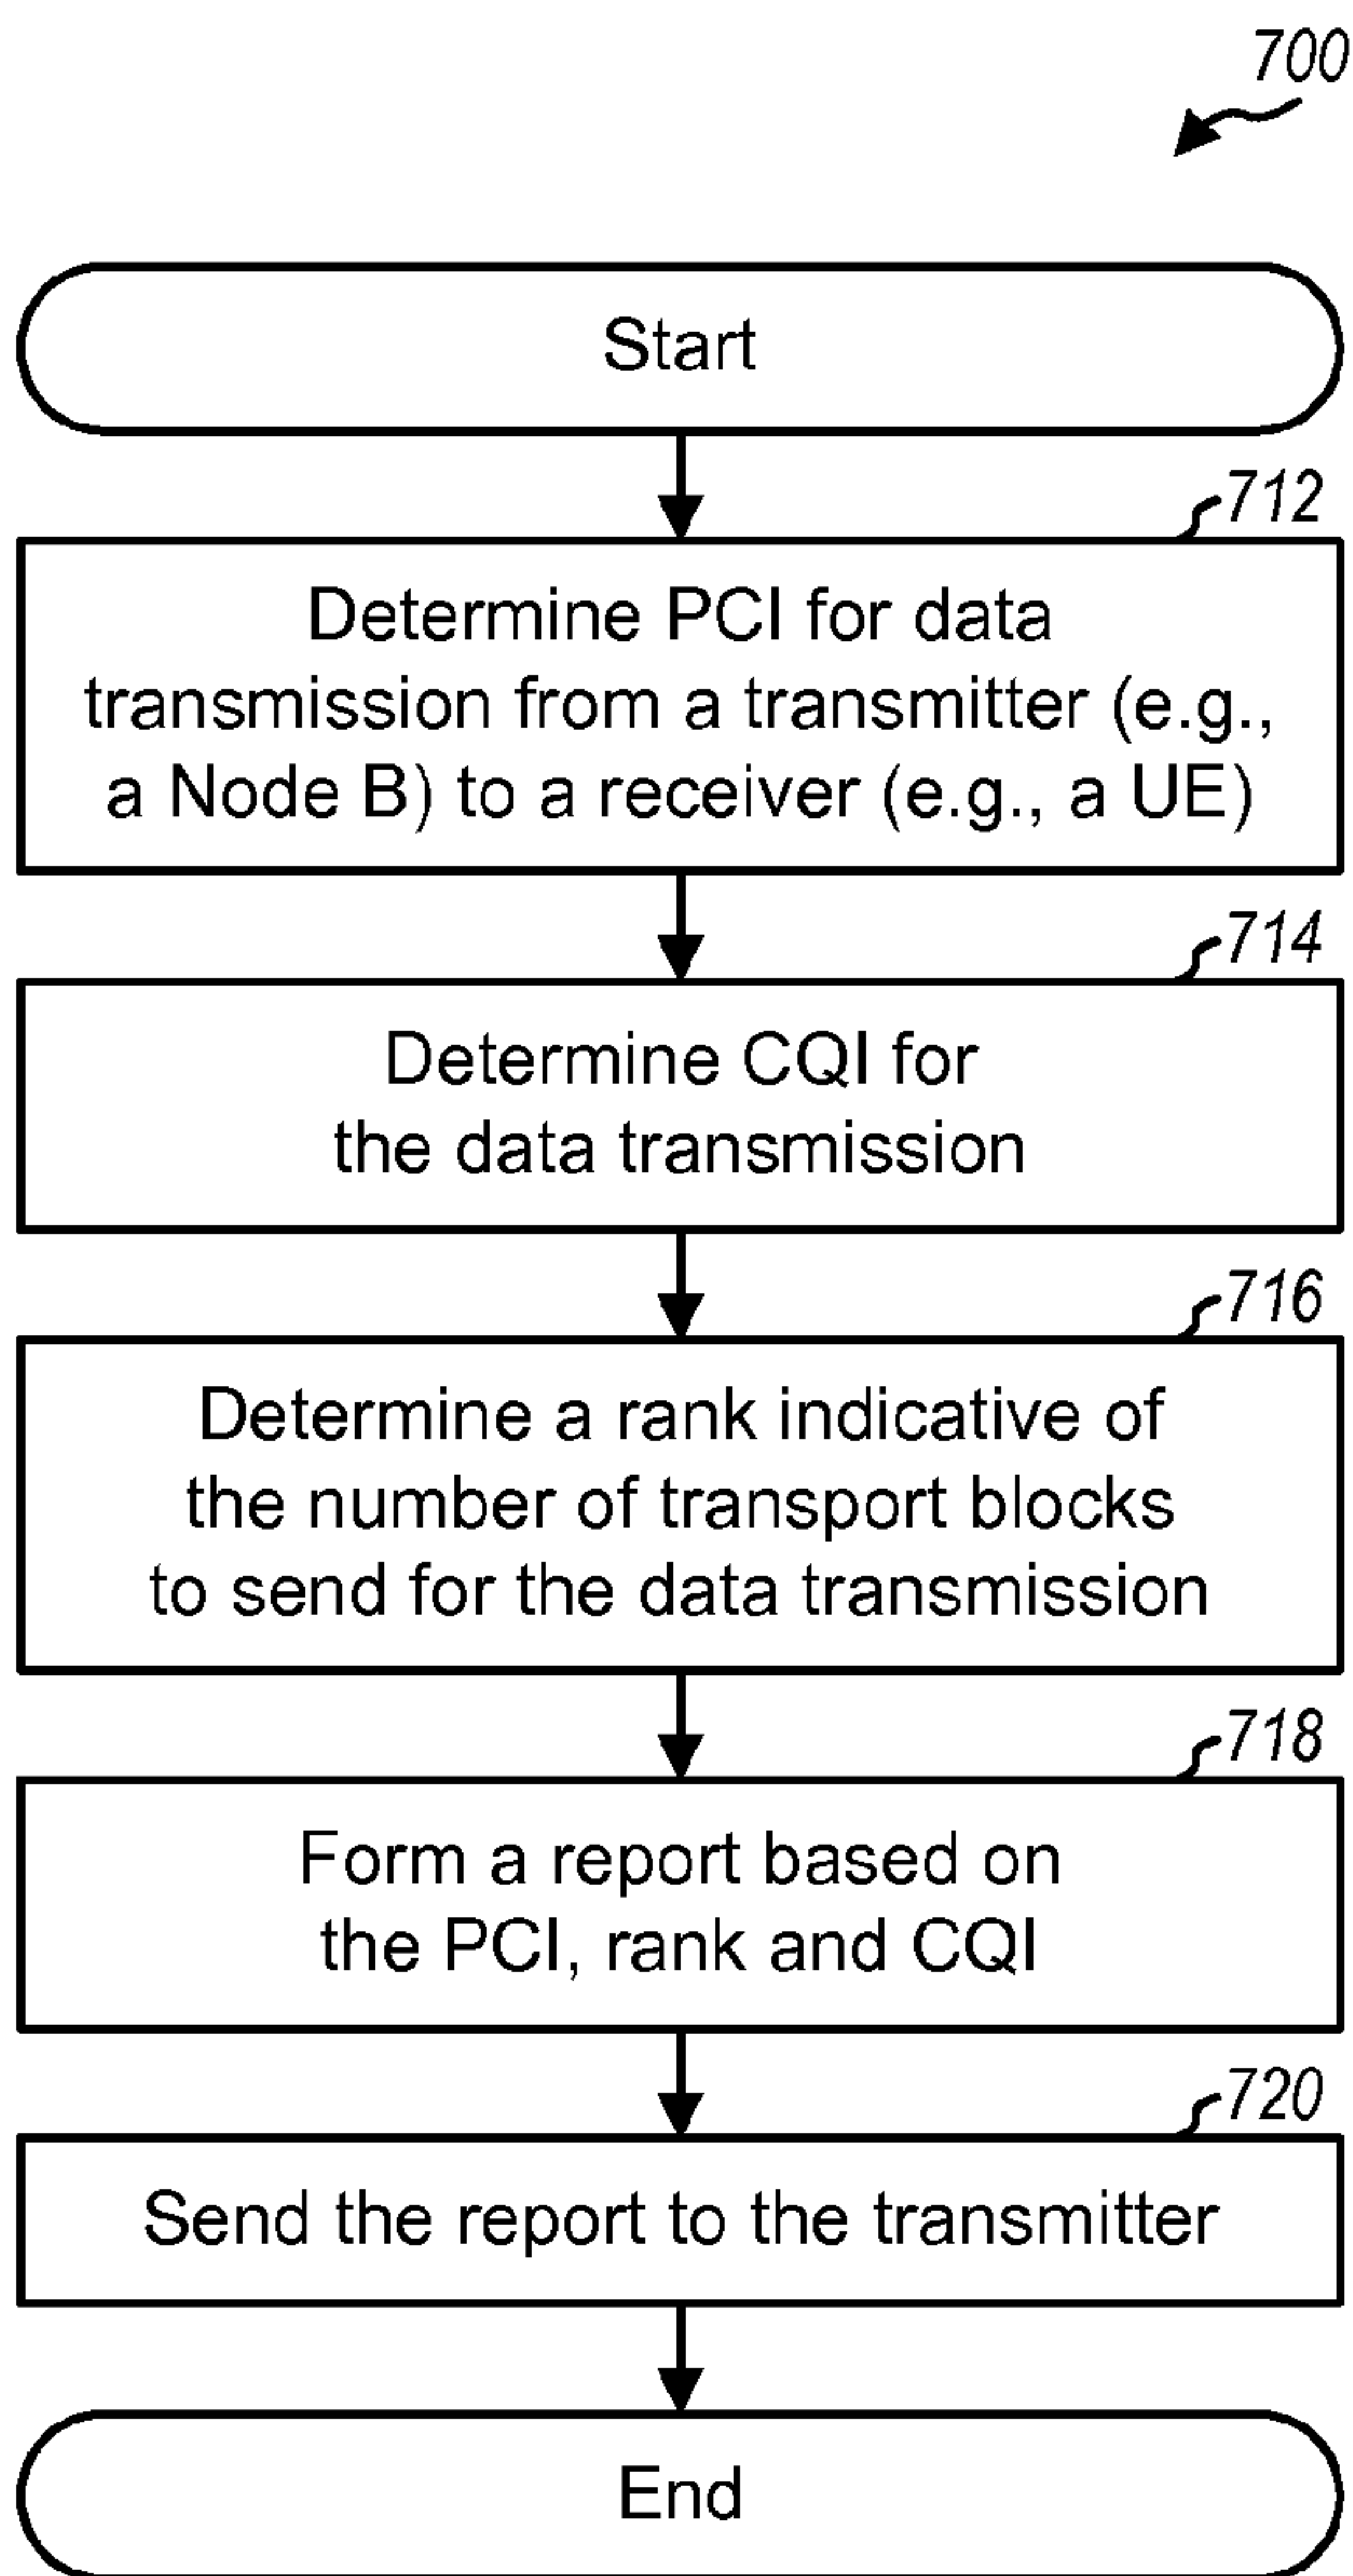 700
Start
712
Determine PCI for data
transmission from a transmitter (e.g.,
a Node B) to a receiver (e.g., a UE)
714
Determine CQI for
the data transmission
716
Determine a rank indicative of
the number of transport blocks
to send for the data transmission
718
Form a report based on
the PCI, rank and CQI
720
Send the report to the transmitter
End